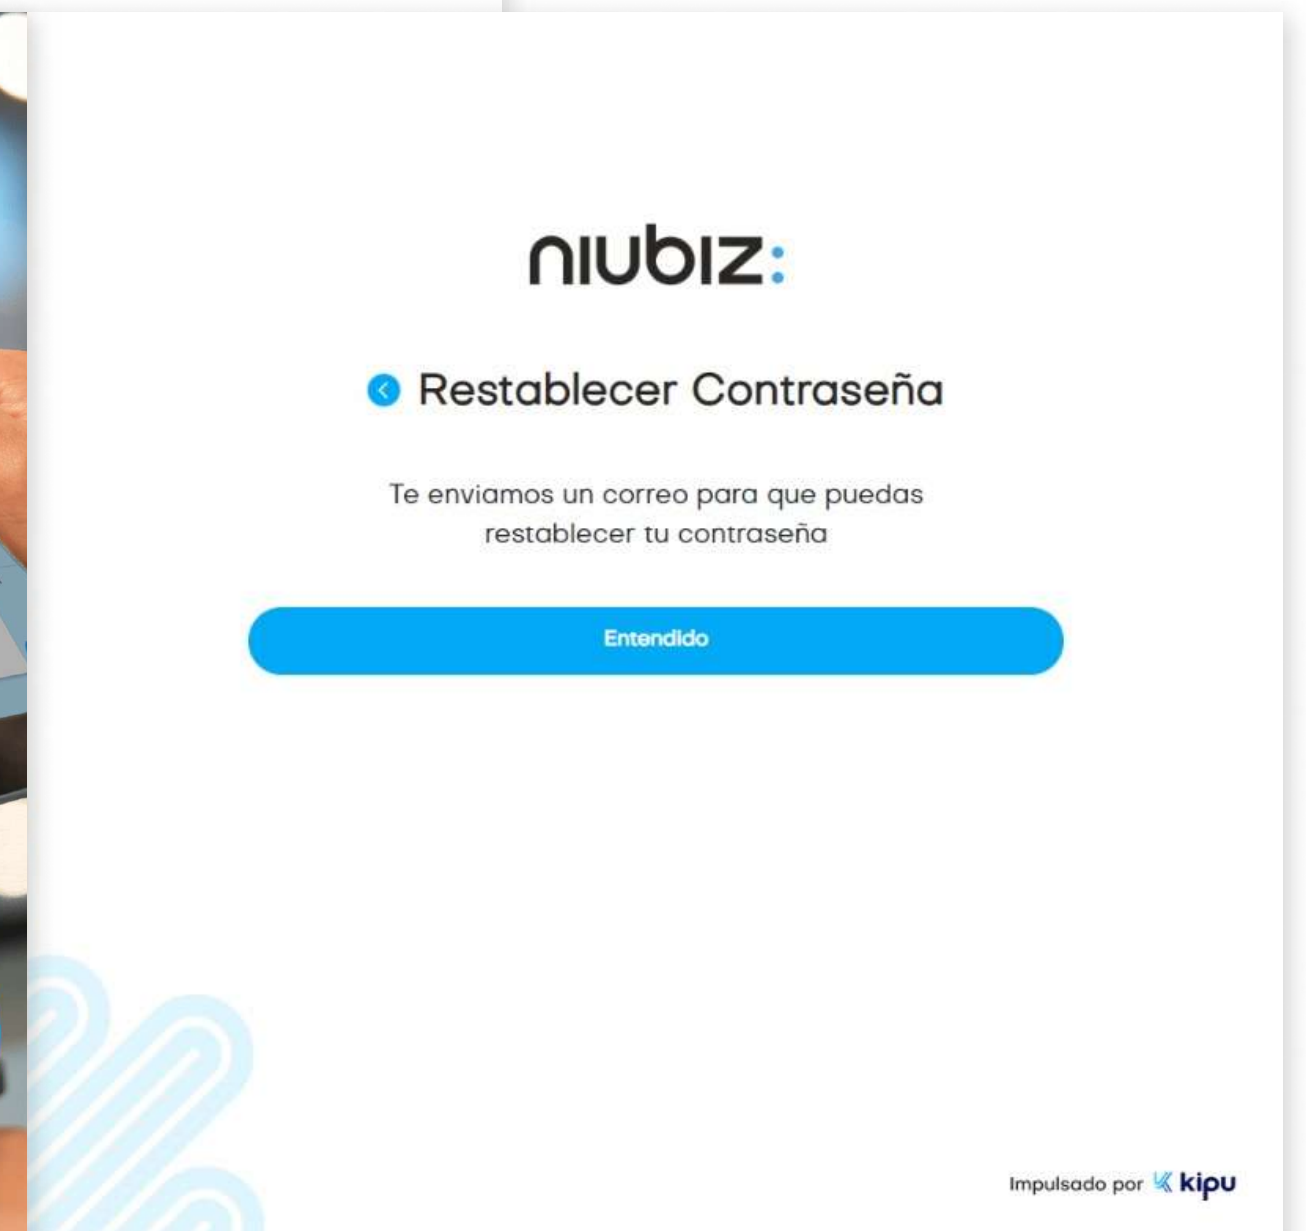 niubiz:
Restablecer Contraseña
Te enviamos un correo para que puedas
restablecer tu contraseña
Entendido
Impulsado por kipu